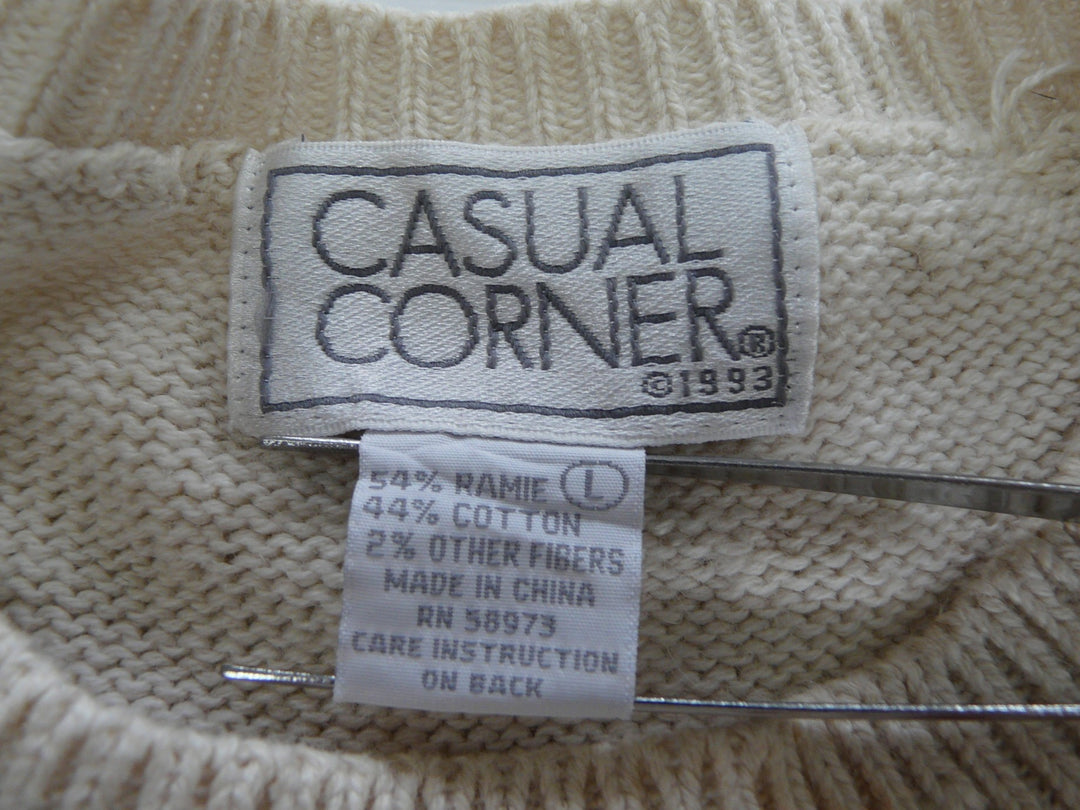 CASUAL
CORNER®
©1993
54% RAMIE L
44% COTTON
2% OTHER FIBERS
MADE IN CHINA
RN 58973
CARE INSTRUCTION
ON BACK